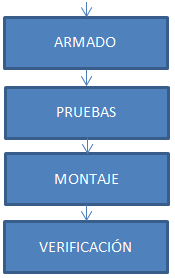 ARMADO
PRUEBAS
MONTAJE
VERIFICACIÓN